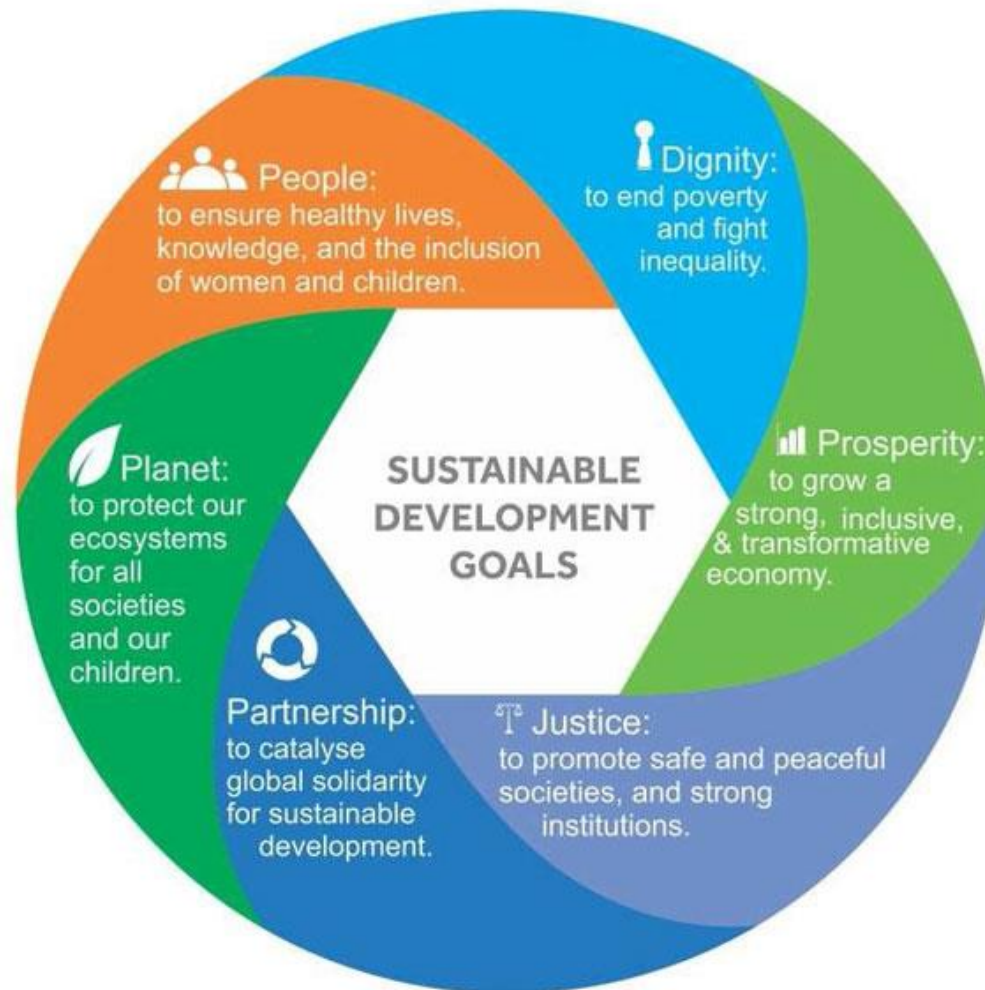 SUSTAINABLE
DEVELOPMENT
GOALS
Dignity:
to end poverty
and fight
inequality.
Prosperity:
to grow a
strong, inclusive,
& transformative
economy.
Justice:
to promote safe and peaceful
societies, and strong
institutions.
Partnership:
to catalyse
global solidarity
for sustainable
development.
Planet:
to protect our
ecosystems
for all
societies
and our
children.
People:
to ensure healthy lives,
knowledge, and the inclusion
of women and children.